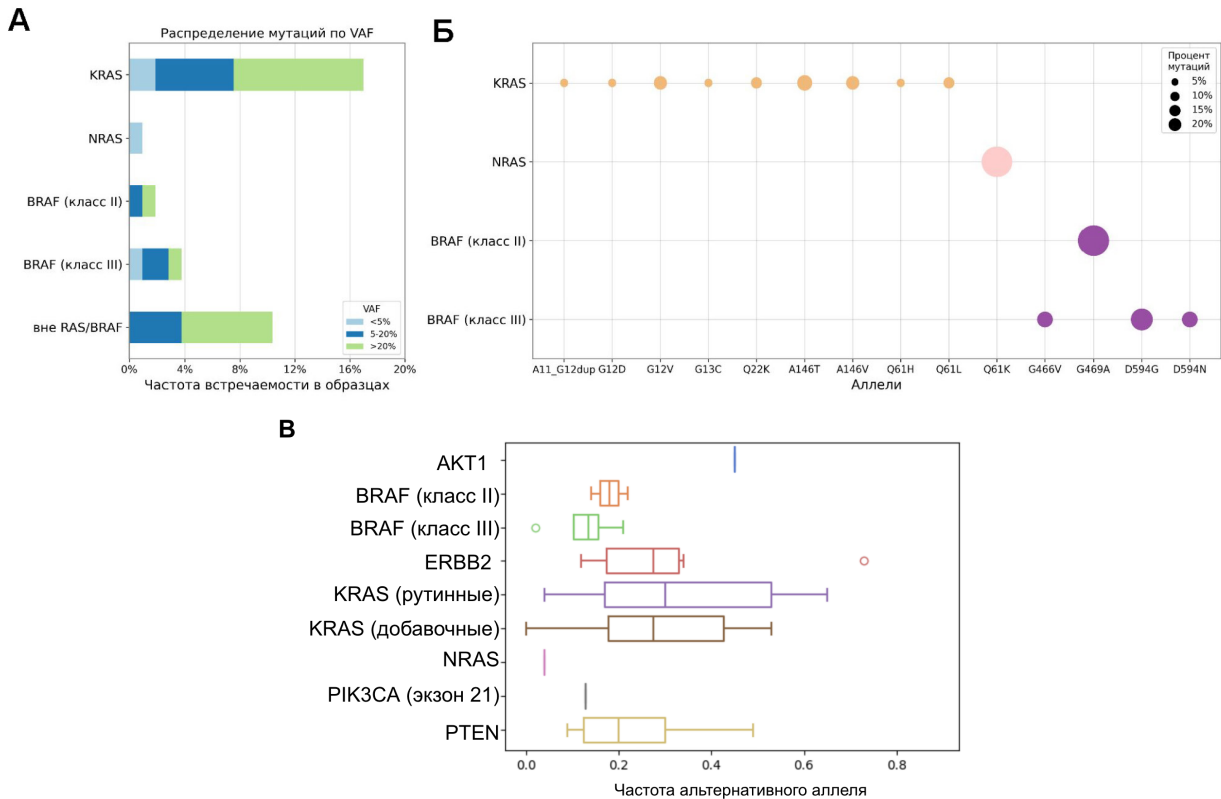 А
Распределение мутаций по VAF
KRAS
NRAS
BRAF (класс II)
BRAF (класс III)
вне RAS/BRAF
VAF
<5%
5-20%
>20%
0% 4% 8% 12% 16% 20%
Частота встречаемости в образцах
Б
KRAS
NRAS
BRAF (класс II)
BRAF (класс III)
Процент
мутаций
5%
10%
15%
20%
A11_G12dup G12D G12V G13C Q22K A146T A146V Q61H Q61L Q61K G466V G469A D594G D594N
Аллели
В
AKT1
BRAF (класс II)
BRAF (класс III)
ERBB2
KRAS (рутинные)
KRAS (добавочные)
NRAS
PIK3CA (экзон 21)
PTEN
0.0 0.2 0.4 0.6 0.8
Частота альтернативного аллеля